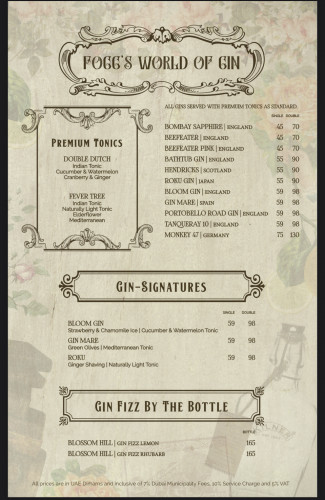 FOGG'S WORLD OF GIN
ALL GINS SERVED WITH PREMIUM TONICS AS STANDARD.
SINGLE DOUBLE
BOMBAY SAPPHIRE | ENGLAND 45 70
BEEFEATER | ENGLAND 45 70
BEEFEATER PINK | ENGLAND 45 70
BATHTUB GIN | ENGLAND 55 90
HENDRICKS | SCOTLAND 55 90
ROKU GIN | JAPAN 55 90
BLOOM GIN | ENGLAND 59 98
GIN MARE | SPAIN 59 98
PORTOBELLO ROAD GIN | ENGLAND 59 98
TANQUERAY 10 | ENGLAND 59 98
MONKEY 47 | GERMANY 75 130
PREMIUM TONICS
DOUBLE DUTCH
Indian Tonic
Cucumber & Watermelon
Cranberry & Ginger
FEVER TREE
Indian Tonic
Naturally Light Tonic
Elderflower
Mediterranean
GIN-SIGNATURES
SINGLE DOUBLE
BLOOM GIN 59 98
Strawberry & Chamomile Ice | Cucumber & Watermelon Tonic
GIN MARE 59 98
Green Olives | Mediterranean Tonic
ROKU 59 98
Ginger Shaving | Naturally Light Tonic
GIN FIZZ BY THE BOTTLE
BOTTLE
BLOSSOM HILL | GIN FIZZ LEMON 165
BLOSSOM HILL | GIN FIZZ RHUBARB 165
All prices are in UAE Dirhams and inclusive of 7% Dubai Municipality Fees, 10% Service Charge and 5% VAT.